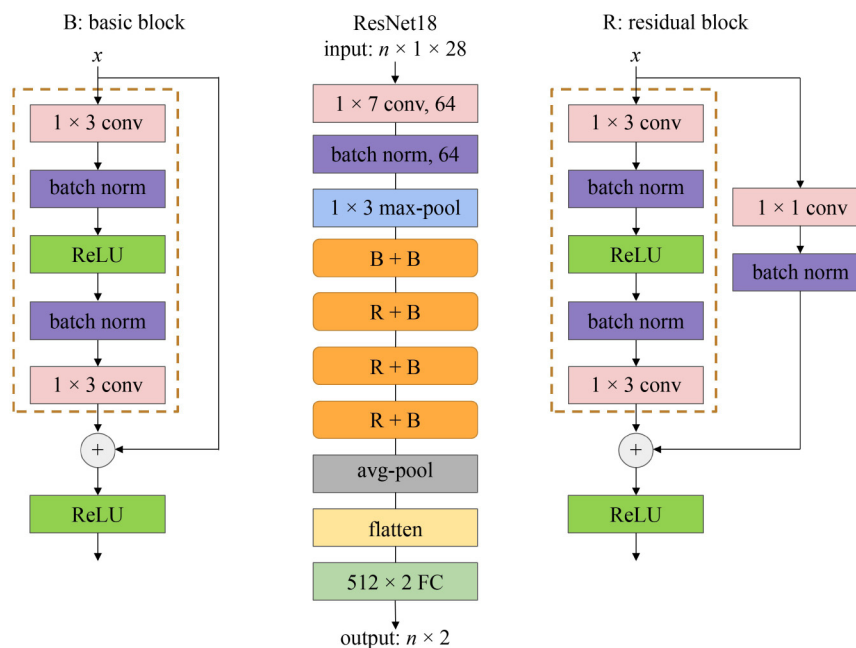 B: basic block
x
1 × 3 conv
batch norm
ReLU
batch norm
1 × 3 conv
+
ReLU
ResNet18
input: n × 1 × 28
1 × 7 conv, 64
batch norm, 64
1 × 3 max-pool
B + B
R + B
R + B
R + B
avg-pool
flatten
512 × 2 FC
output: n × 2
R: residual block
x
1 × 3 conv
batch norm
ReLU
batch norm
1 × 3 conv
1 × 1 conv
batch norm
+
ReLU